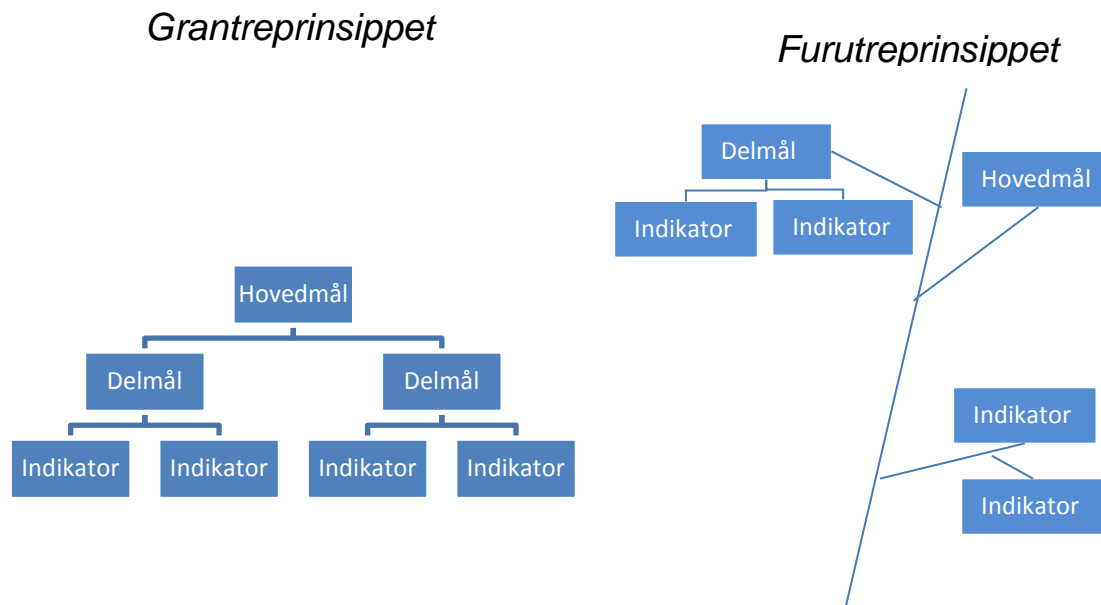 Grantreprinsippet
Hovedmål
Delmål
Delmål
Indikator
Indikator
Indikator
Indikator
Furutreprinsippet
Delmål
Hovedmål
Indikator
Indikator
Indikator
Indikator